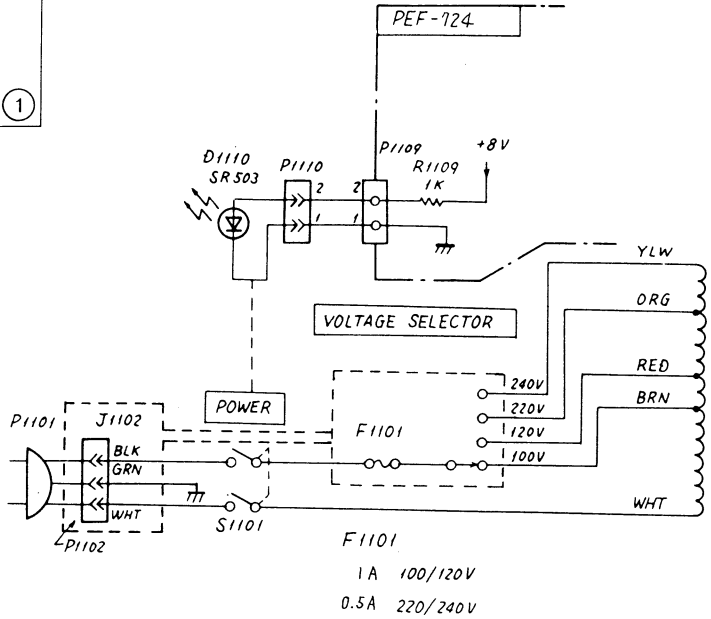 PEF-724
1
D1110
SR503
P1110
P1109
R1109
1K
+8V
2
2
1
1
YLW
VOLTAGE SELECTOR
ORG
RED
BRN
240V
220V
120V
100V
POWER
F1101
P1101
J1102
BLK
GRN
WHT
P1102
S1101
WHT
F1101
1A 100/120V
0.5A 220/240V